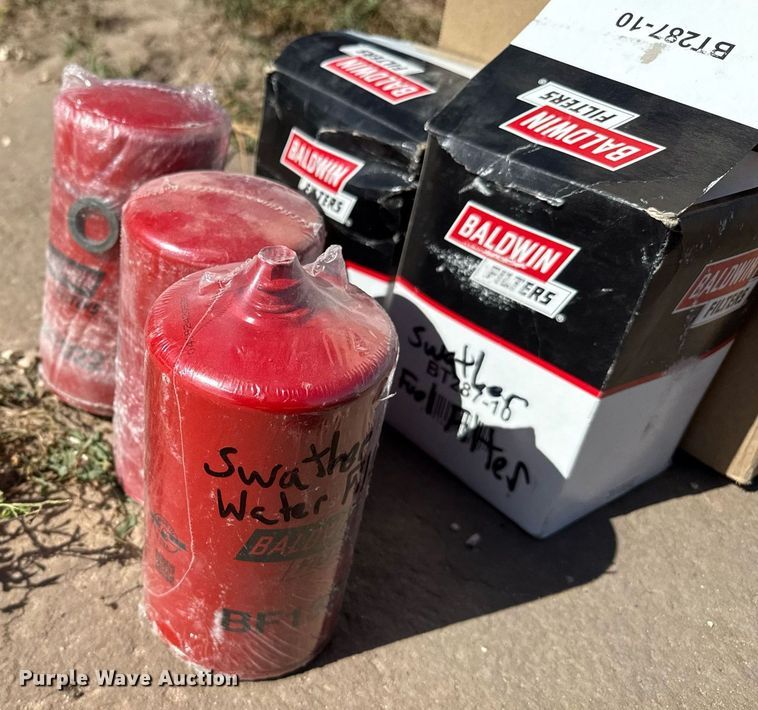 BT287-10
BALDWIN
FILTERS
BALDWIN
FILTERS
BALDWIN
FILTERS
BALDWIN
FILTERS
BALDWIN
FILTERS
Swather
BT287-10
Fuel Filter
Swather
Water
Purple Wave Auction